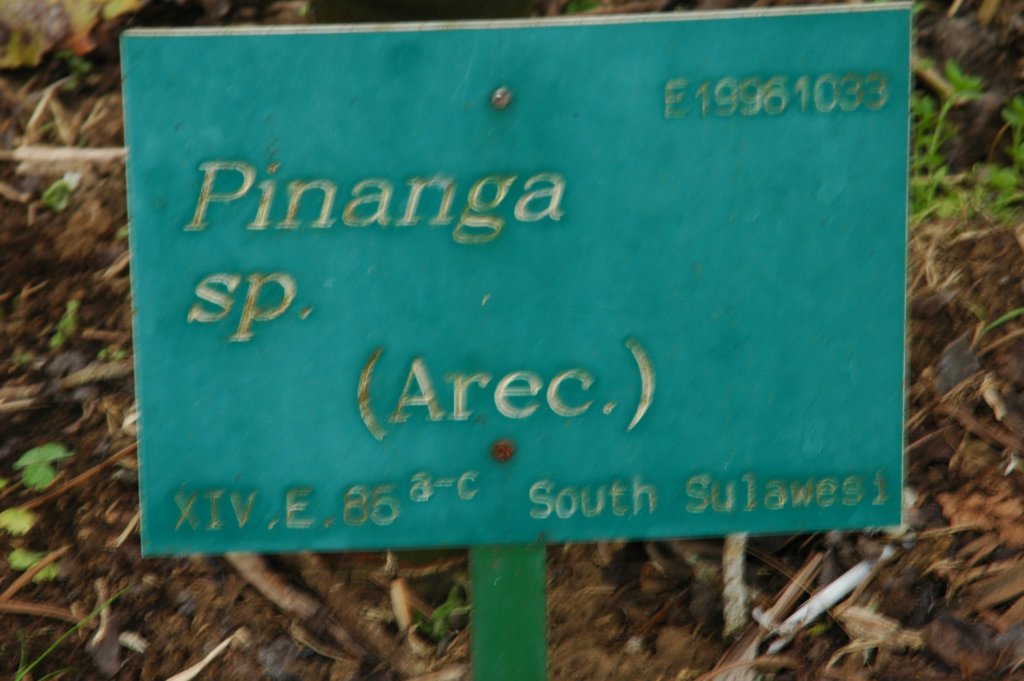 E19961033
Pinanga
sp.
(Arec.)
XIV.E.85 a-c South Sulawesi